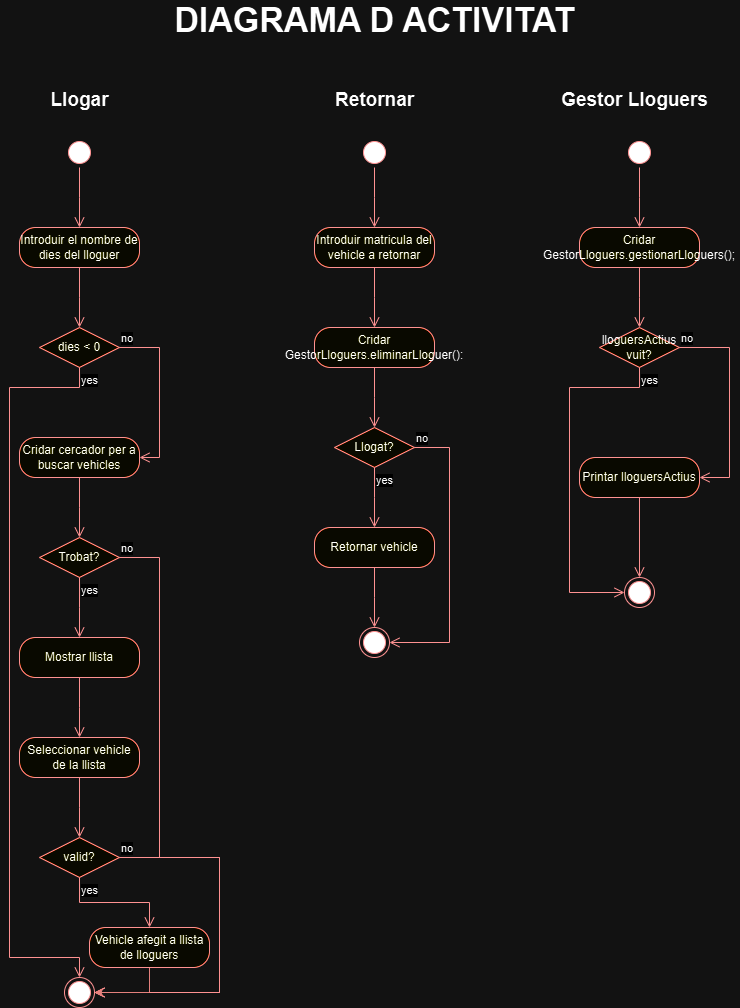 DIAGRAMA D ACTIVITAT
Llogar
Introduir el nombre de
dies del lloguer
dies < 0
no
yes
Cridar cercador per a
buscar vehicles
Trobat?
no
yes
Mostrar llista
Seleccionar vehicle
de la llista
valid?
no
yes
Vehicle afegit a llista
de lloguers
Retornar
Introduir matricula del
vehicle a retornar
Cridar
GestorLloguers.eliminarLloguer():
Llogat?
no
yes
Retornar vehicle
Gestor Lloguers
Cridar
GestorLloguers.gestionarLloguers();
lloguersActius
vuit?
no
yes
Printar lloguersActius